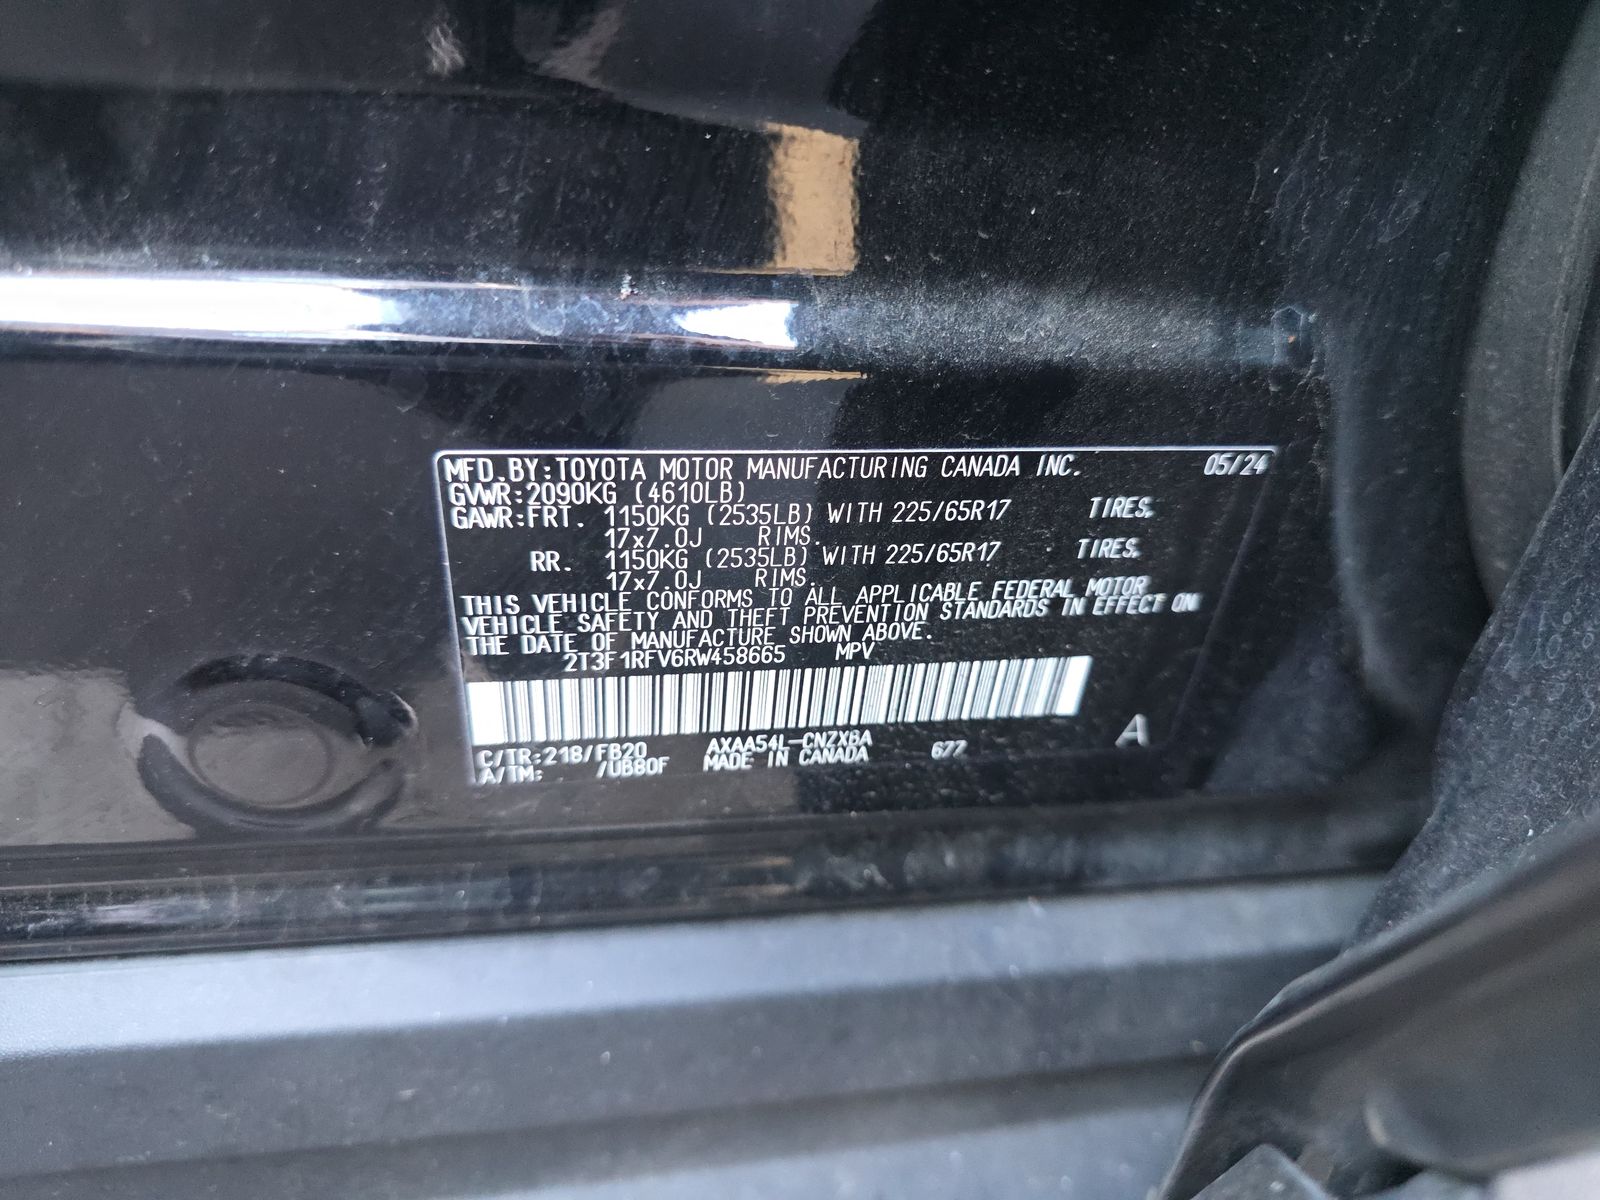 MFD.BY:TOYOTA MOTOR MANUFACTURING CANADA INC. 05/24
GVWR:2090KG (4610LB)
GAWR:FRT. 1150KG (2535LB) WITH 225/65R17 TIRES,
17x7.0J RIMS.
RR. 1150KG (2535LB) WITH 225/65R17 TIRES,
17x7.0J RIMS.
THIS VEHICLE CONFORMS TO ALL APPLICABLE FEDERAL MOTOR
VEHICLE SAFETY AND THEFT PREVENTION STANDARDS IN EFFECT ON
THE DATE OF MANUFACTURE SHOWN ABOVE.
2T3F1RFV6RW458665 MPV
C/TR:218/FB20 AXAA54L-CNZXBA 677
A/TM: /UB80F MADE IN CANADA
A